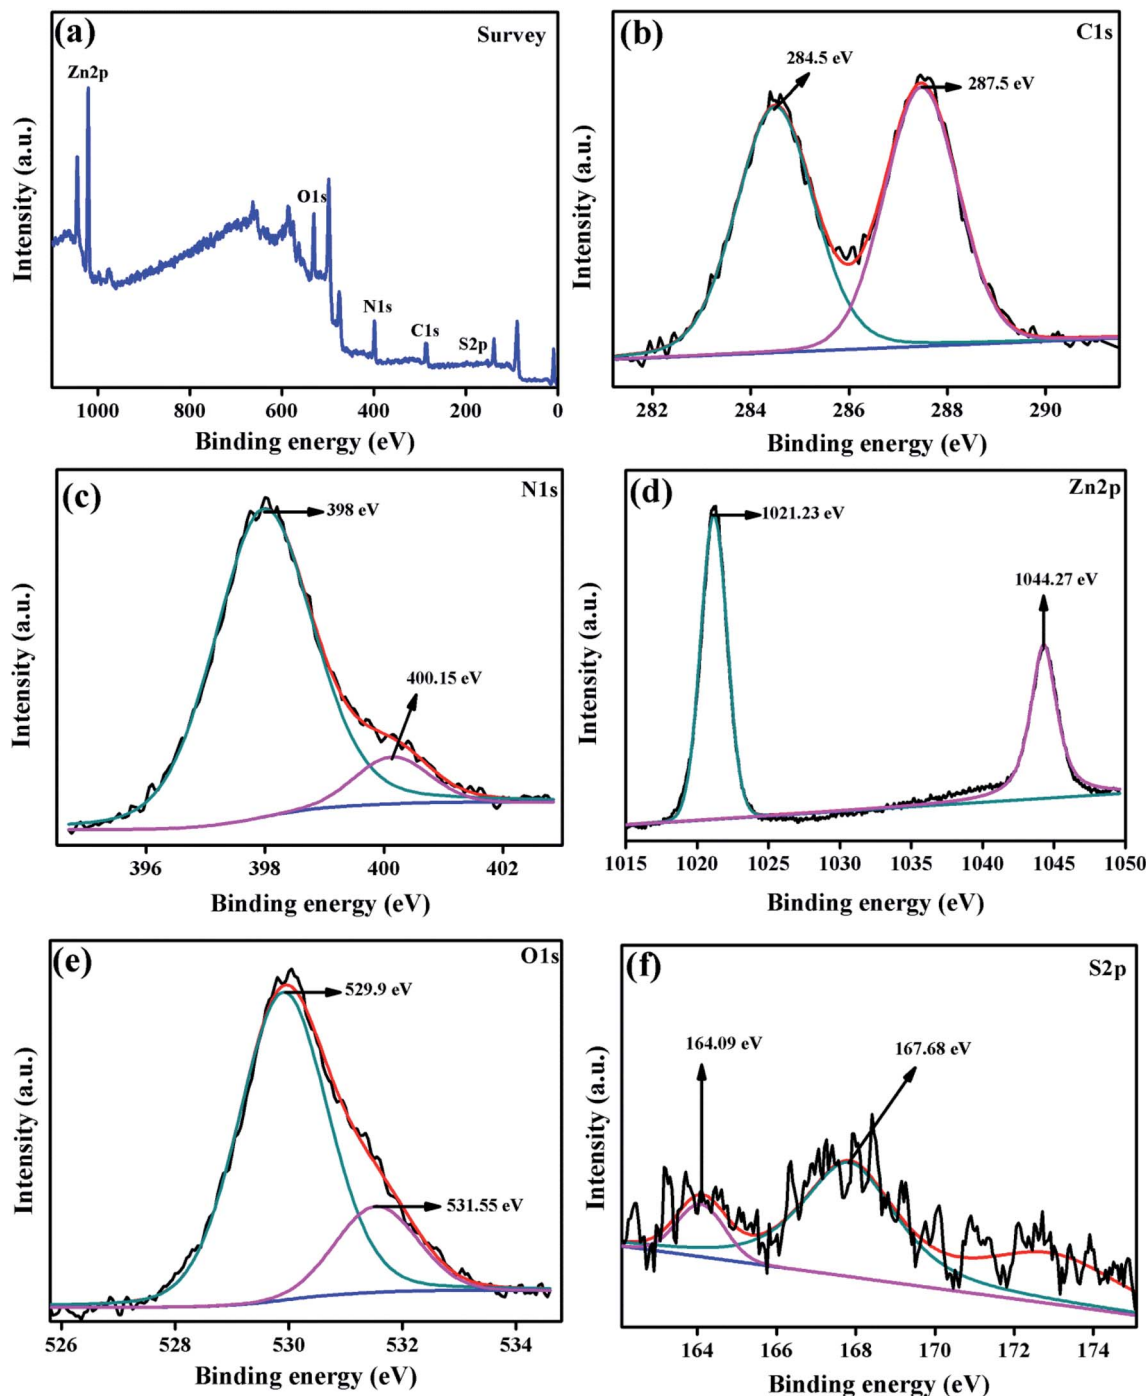 (a)
Survey
Zn2p
O1s
N1s
C1s
S2p
Intensity (a.u.)
1000 800 600 400 200 0
Binding energy (eV)
(b)
C1s
284.5 eV
287.5 eV
Intensity (a.u.)
282 284 286 288 290
Binding energy (eV)
(c)
N1s
398 eV
400.15 eV
Intensity (a.u.)
396 398 400 402
Binding energy (eV)
(d)
Zn2p
1021.23 eV
1044.27 eV
Intensity (a.u.)
1015 1020 1025 1030 1035 1040 1045 1050
Binding energy (eV)
(e)
O1s
529.9 eV
531.55 eV
Intensity (a.u.)
526 528 530 532 534
Binding energy (eV)
(f)
S2p
164.09 eV
167.68 eV
Intensity (a.u.)
164 166 168 170 172 174
Binding energy (eV)